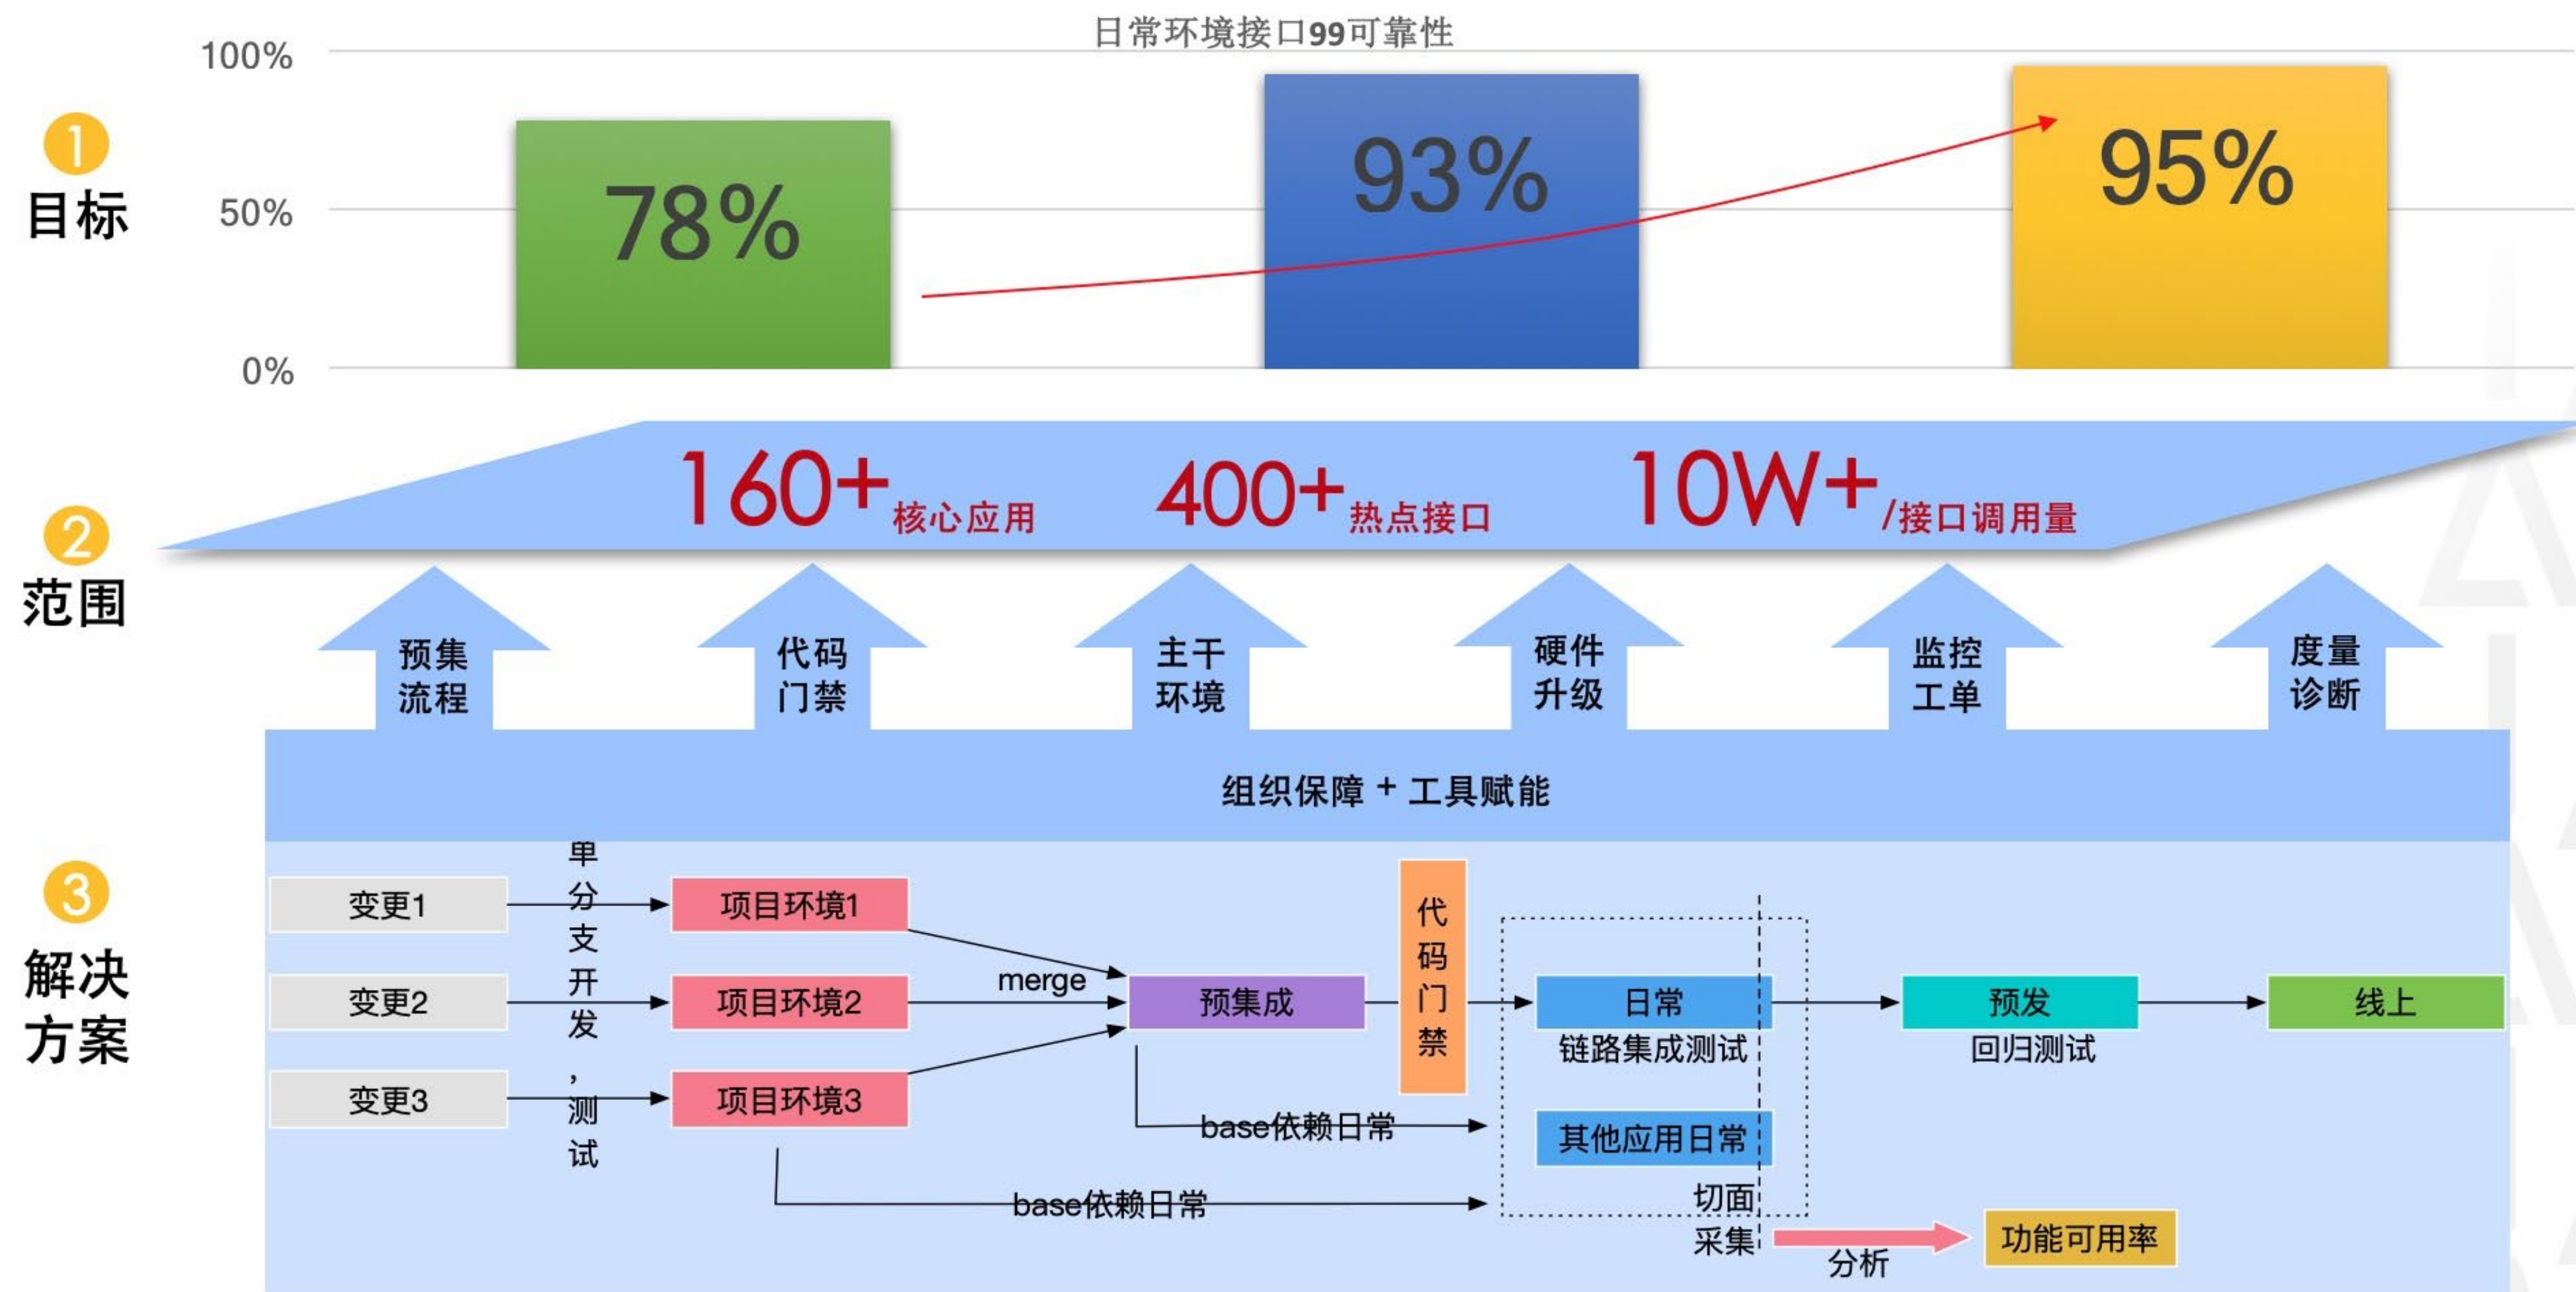 日常环境接口99可靠性
100%
50%
0%
1
目标
78%
93%
95%
2
范围
160+核心应用
400+热点接口
10W+/接口调用量
预集
流程
代码
门禁
主干
环境
硬件
升级
监控
工单
度量
诊断
组织保障 + 工具赋能
3
解决
方案
变更1
变更2
变更3
单分支开发,测试
项目环境1
项目环境2
项目环境3
merge
预集成
代码门禁
日常
链路集成测试
其他应用日常
预发
回归测试
线上
base依赖日常
base依赖日常
切面
采集
分析
功能可用率